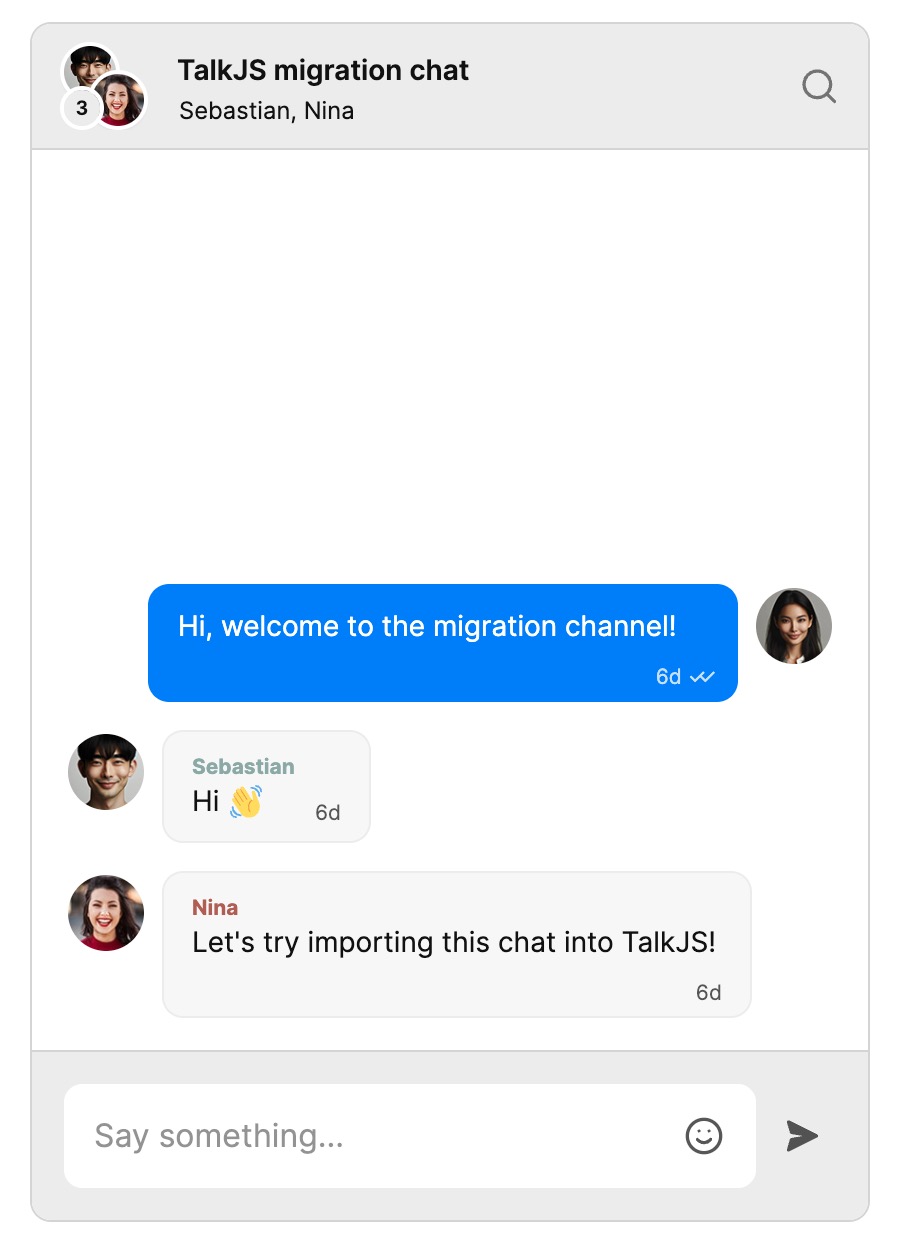 TalkJS migration chat
3
Sebastian, Nina
Hi, welcome to the migration channel!
6d
Sebastian
Hi 👋
6d
Nina
Let's try importing this chat into TalkJS!
6d
Say something...